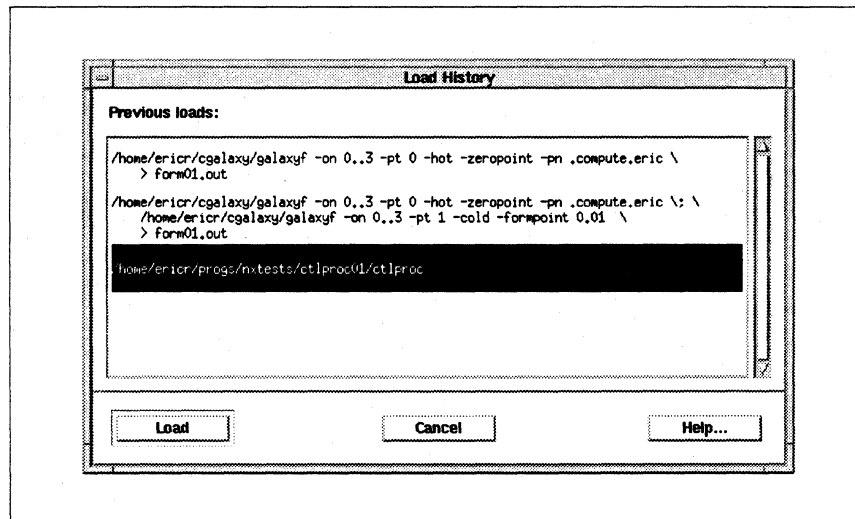 Load History
Previous loads:
/home/ericr/cgalaxy/galaxyf -on 0..3 -pt 0 -hot -zeropoint -pn .compute.eric \
> form01.out
/home/ericr/cgalaxy/galaxyf -on 0..3 -pt 0 -hot -zeropoint -pn .compute.eric \; \
/home/ericr/cgalaxy/galaxyf -on 0..3 -pt 1 -cold -formpoint 0.01 \
> form01.out
/home/ericr/progs/nxtests/ctlproc01/ctlproc
Load
Cancel
Help...